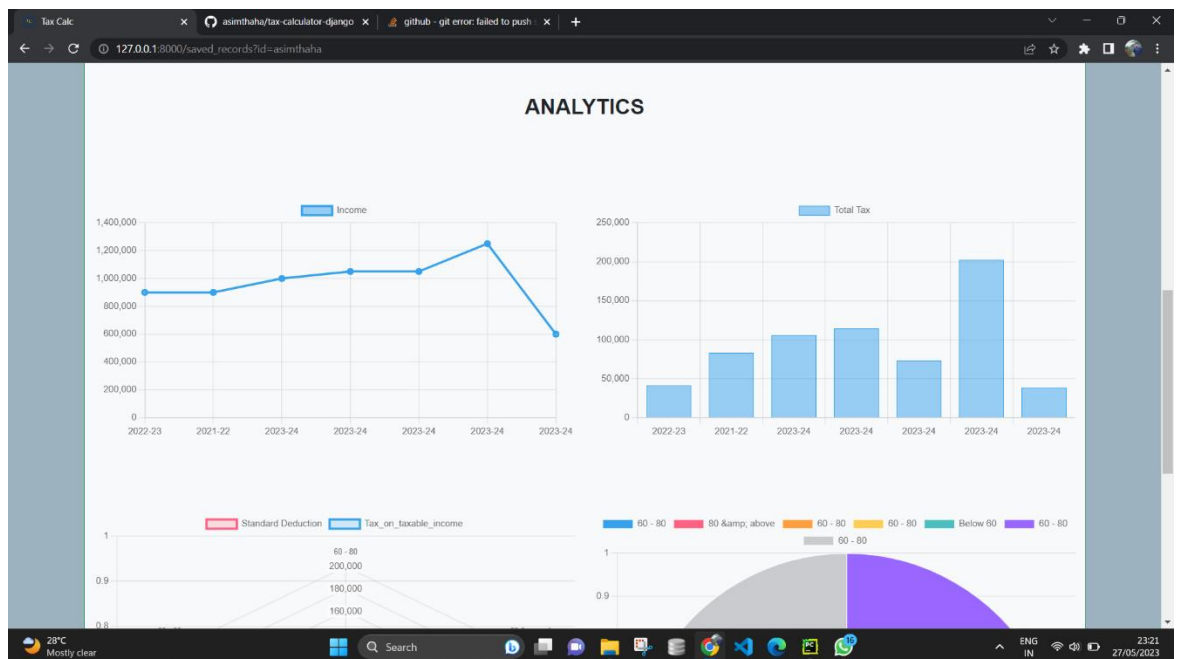 Tax Calc
asimthaha/tax-calculator-django
github - git error: failed to push
127.0.0.1:8000/saved_records?id=asimthaha
ANALYTICS
Income
1,400,000
1,200,000
1,000,000
800,000
600,000
400,000
200,000
0
2022-23 2021-22 2023-24 2023-24 2023-24 2023-24 2023-24
Total Tax
250,000
200,000
150,000
100,000
50,000
0
2022-23 2021-22 2023-24 2023-24 2023-24 2023-24 2023-24
Standard Deduction Tax_on_taxable_income
1
0.9
0.8
60 - 80
200,000
180,000
160,000
60 - 80 80 &amp; above 60 - 80 60 - 80 Below 60 60 - 80
60 - 80
1
0.9
28°C
Mostly clear
Search
16
ENG
IN
23:21
27/05/2023